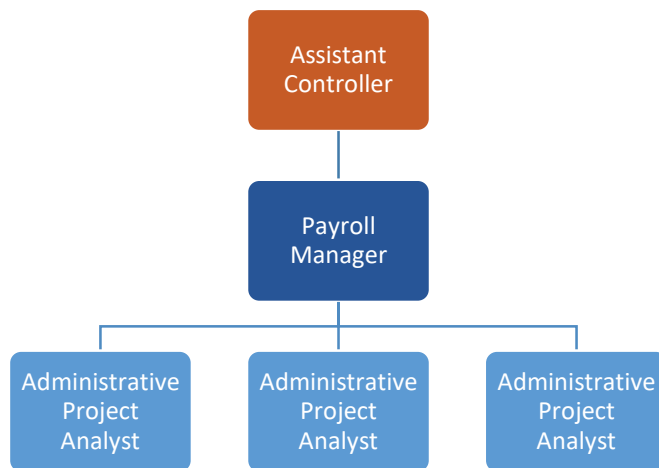 Assistant
Controller
Payroll
Manager
Administrative
Project
Analyst
Administrative
Project
Analyst
Administrative
Project
Analyst